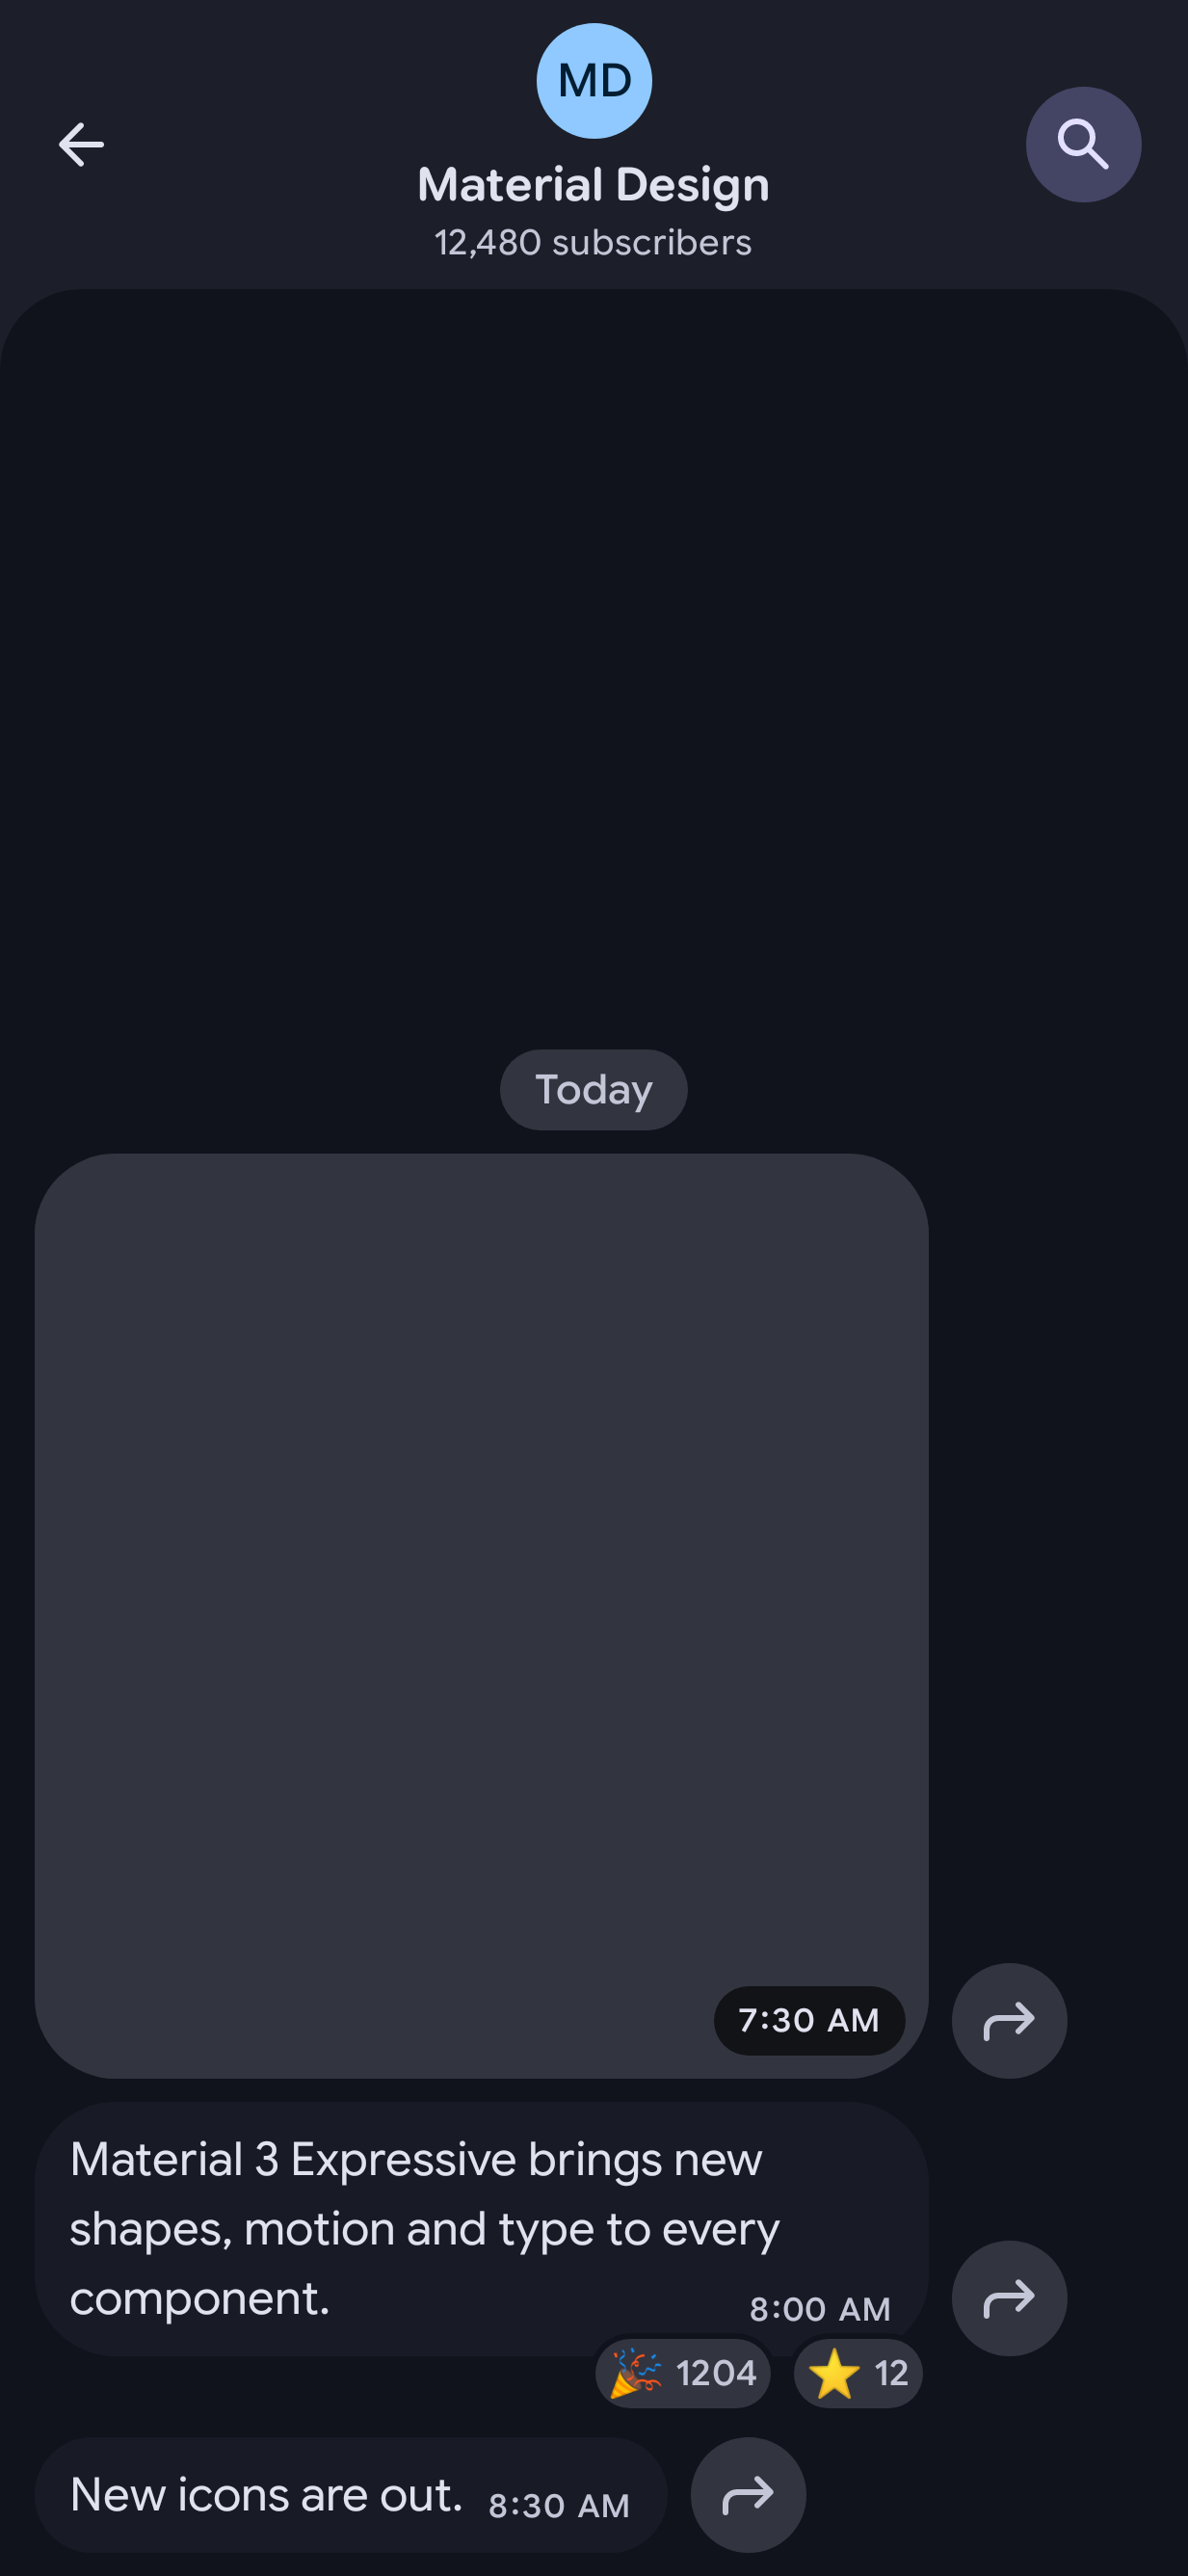 MD
Material Design
12,480 subscribers
Today
7:30 AM
Material 3 Expressive brings new
shapes, motion and type to every
component.
8:00 AM
🎉 1204 ⭐ 12
New icons are out. 8:30 AM